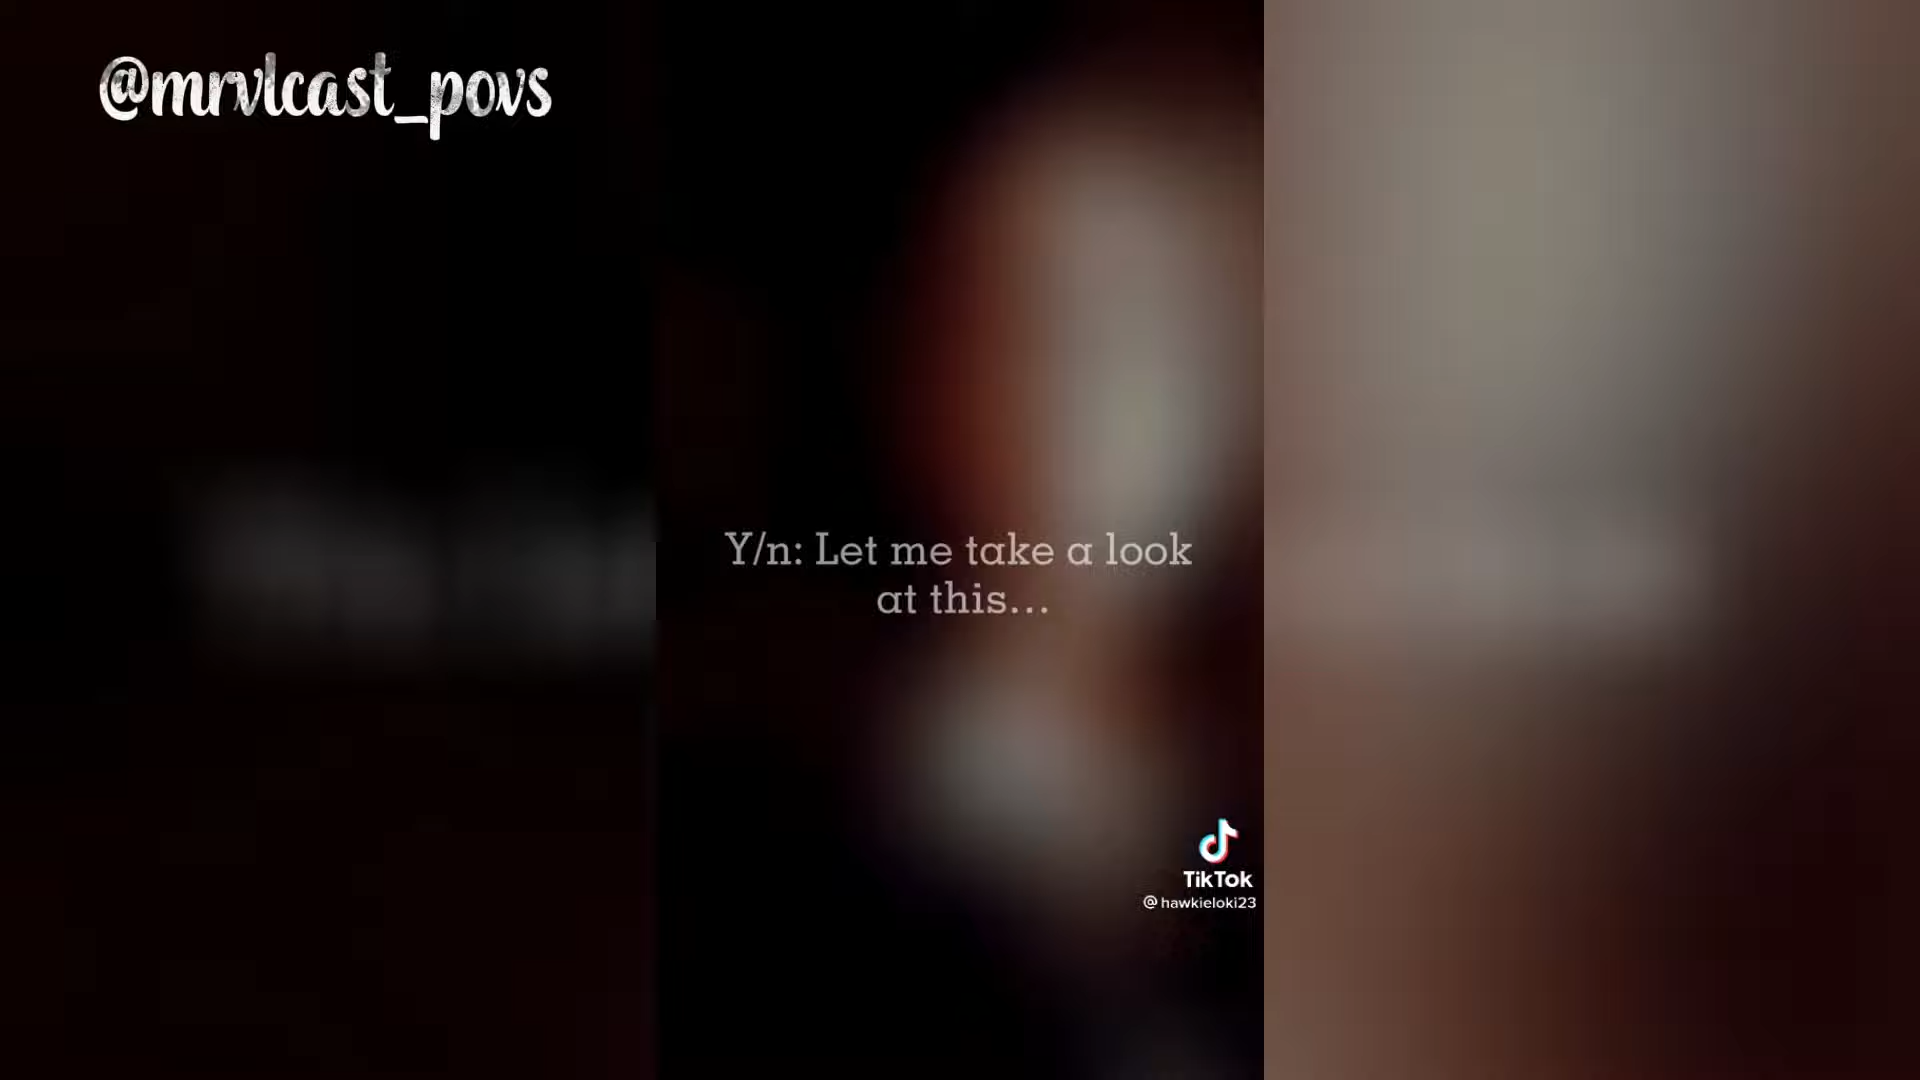 @mrvlcast_povs
Y/n: Let me take a look
at this...
TikTok
@hawkieloki23